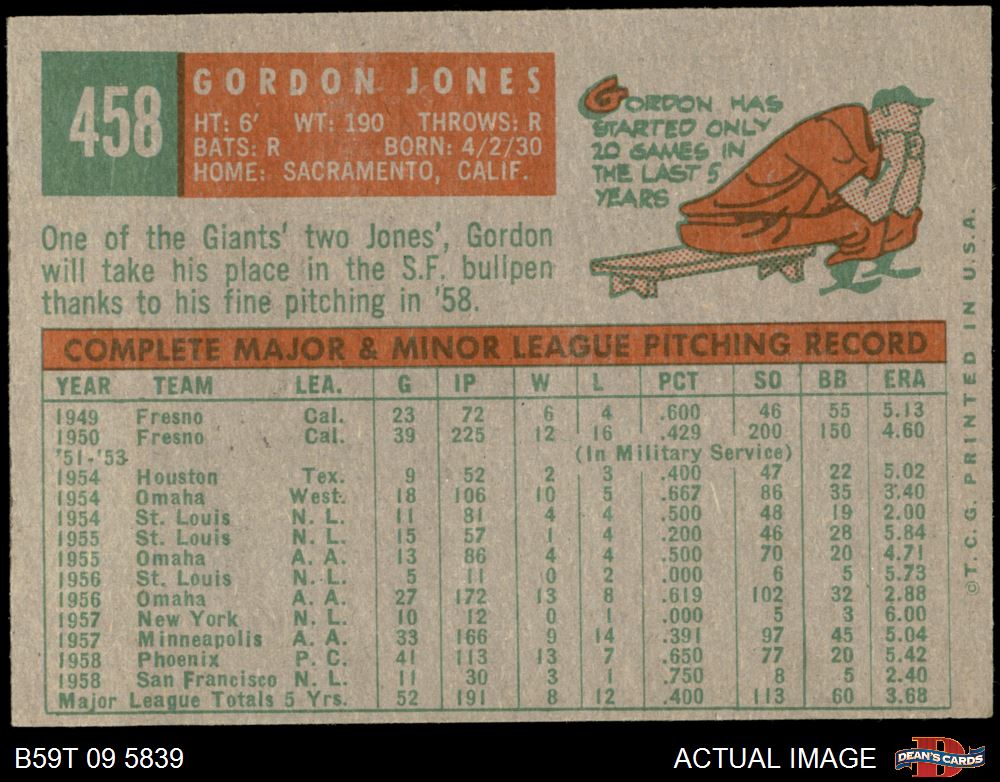 458
GORDON JONES
HT: 6' WT: 190 THROWS: R
BATS: R BORN: 4/2/30
HOME: SACRAMENTO, CALIF.
GORDON HAS
STARTED ONLY
20 GAMES IN
THE LAST 5
YEARS
One of the Giants' two Jones', Gordon
will take his place in the S.F. bullpen
thanks to his fine pitching in '58.
COMPLETE MAJOR & MINOR LEAGUE PITCHING RECORD
YEAR TEAM LEA. G IP W L PCT SO BB ERA
1949 Fresno Cal. 23 72 6 4 .600 46 55 5.13
1950 Fresno Cal. 39 225 12 16 .429 200 150 4.60
'51-'53 (In Military Service)
1954 Houston Tex. 9 52 2 3 .400 47 22 5.02
1954 Omaha West. 18 106 10 5 .667 86 35 3.40
1954 St. Louis N. L. 11 81 4 4 .500 48 19 2.00
1955 St. Louis N. L. 15 57 1 4 .200 46 28 5.84
1955 Omaha A. A. 13 86 4 4 .500 70 20 4.71
1956 St. Louis N. L. 5 11 0 2 .000 6 5 5.73
1956 Omaha A. A. 27 172 13 8 .619 102 32 2.88
1957 New York N. L. 10 12 0 1 .000 5 3 6.00
1957 Minneapolis A. A. 33 166 9 14 .391 97 45 5.04
1958 Phoenix P. C. 41 113 13 7 .650 77 20 5.42
1958 San Francisco N. L. 11 30 3 1 .750 8 5 2.40
Major League Totals 5 Yrs. 52 191 8 12 .400 113 60 3.68
©T.C.G. PRINTED IN U.S.A.
B59T 09 5839
ACTUAL IMAGE
D
DEAN'S CARDS